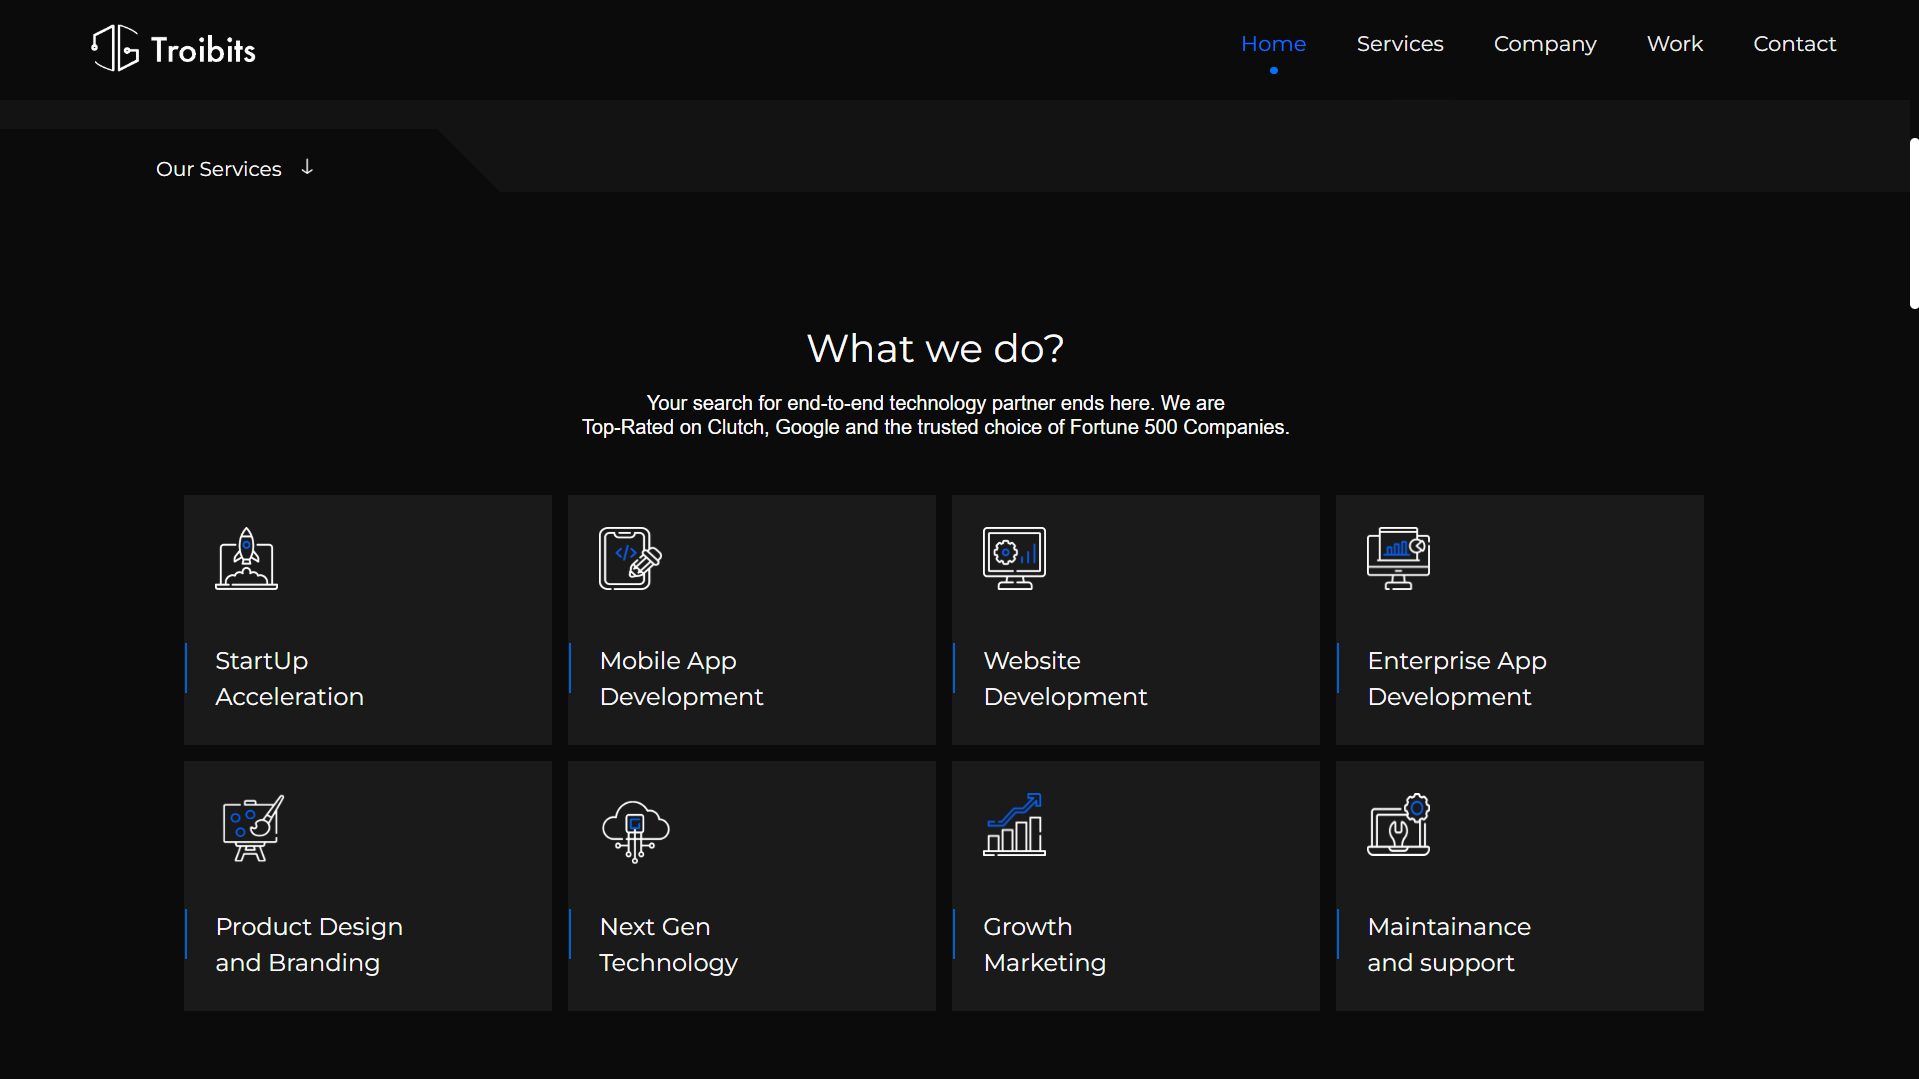 Troibits
Home
Services
Company
Work
Contact
Our Services ↓
What we do?
Your search for end-to-end technology partner ends here. We are
Top-Rated on Clutch, Google and the trusted choice of Fortune 500 Companies.
StartUp
Acceleration
Mobile App
Development
Website
Development
Enterprise App
Development
Product Design
and Branding
Next Gen
Technology
Growth
Marketing
Maintainance
and support